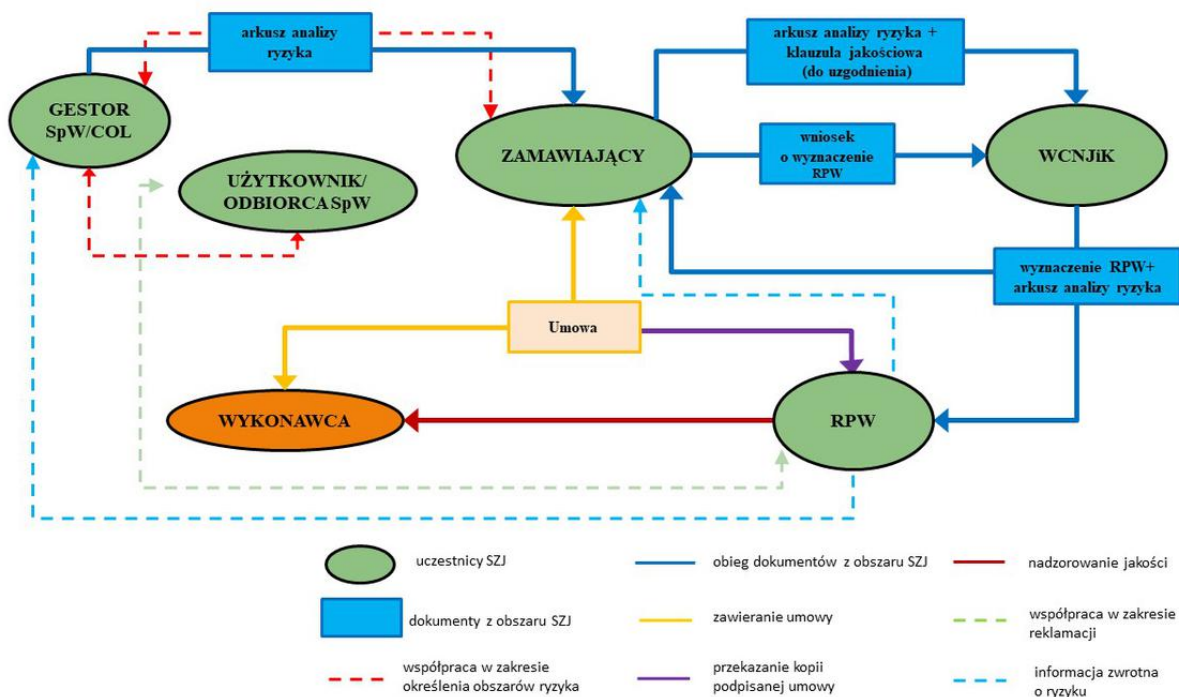 arkusz analizy
ryzyka
arkusz analizy ryzyka +
klauzula jakościowa
(do uzgodnienia)
GESTOR
SpW/COL
ZAMAWIAJĄCY
wniosek
o wyznaczenie
RPW
WCNJiK
UŻYTKOWNIK/
ODBIORCA SpW
wyznaczenie RPW+
arkusz analizy ryzyka
Umowa
WYKONAWCA
RPW
uczestnicy SZJ
obieg dokumentów z obszaru SZJ
nadzorowanie jakości
dokumenty z obszaru SZJ
zawieranie umowy
współpraca w zakresie
reklamacji
współpraca w zakresie
określenia obszarów ryzyka
przekazanie kopii
podpisanej umowy
informacja zwrotna
o ryzyku